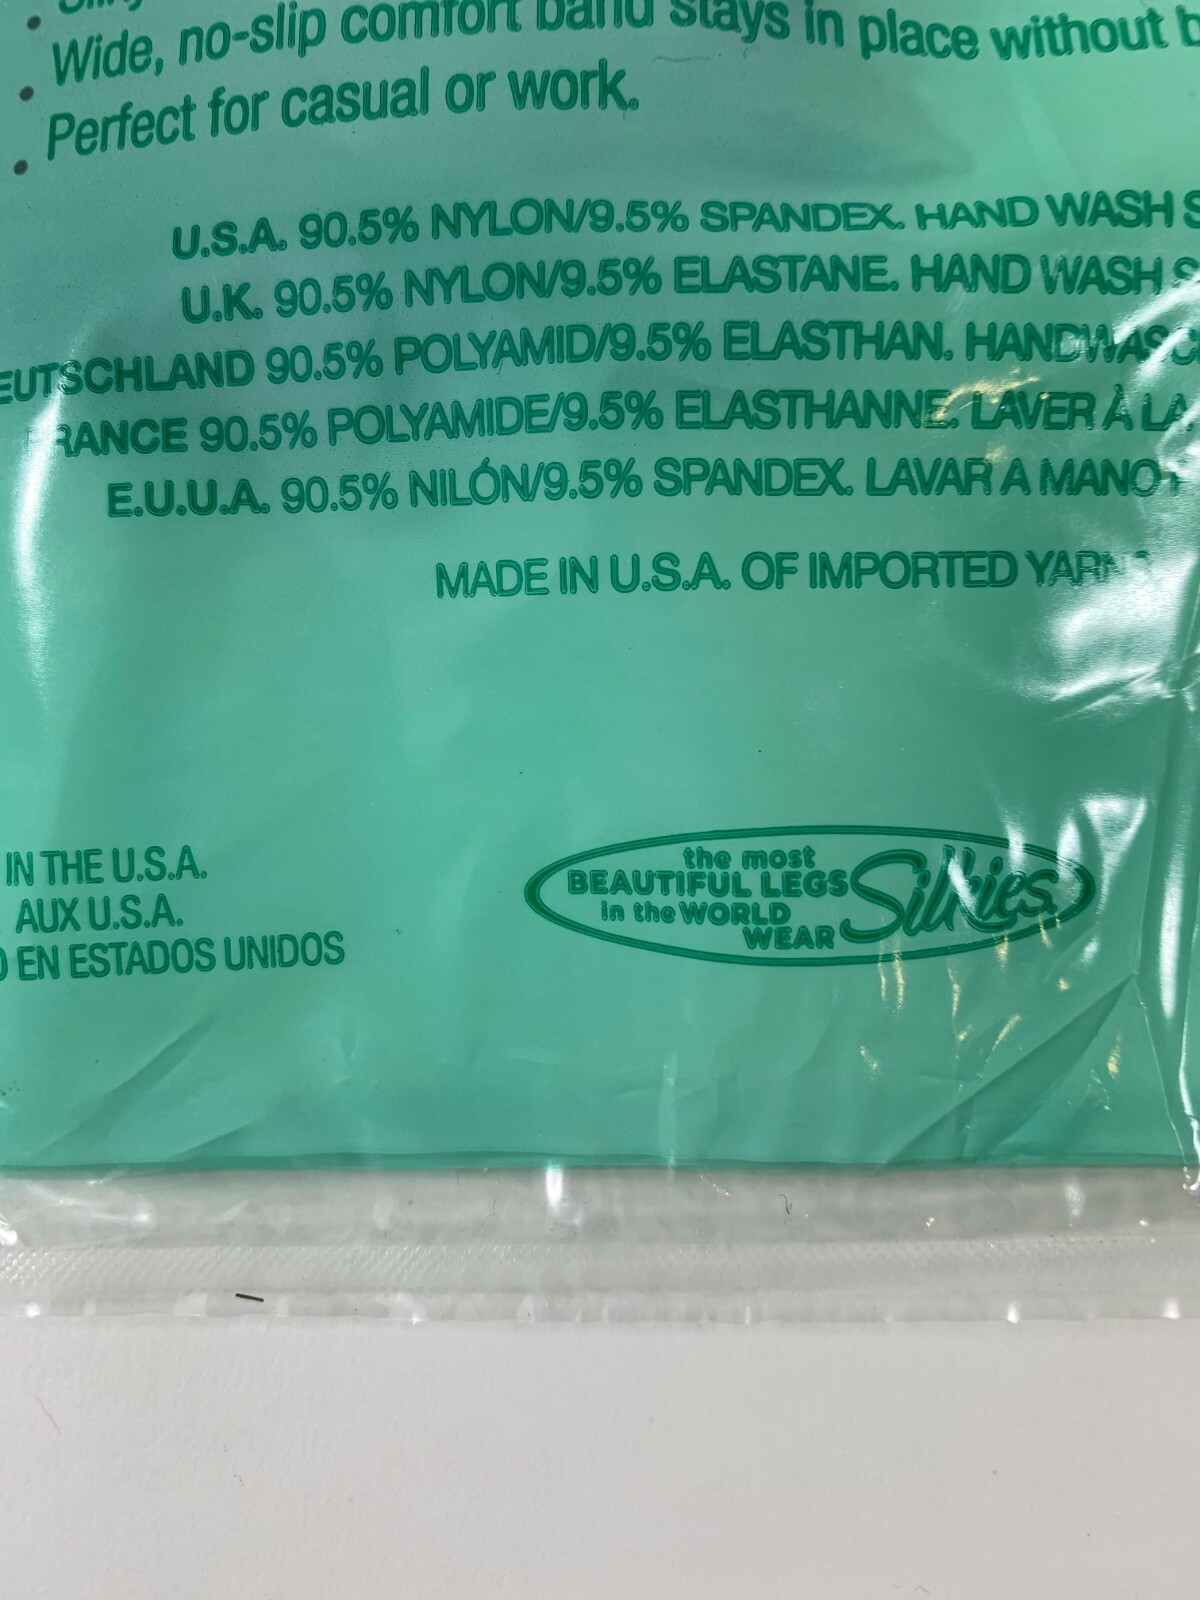 • Wide, no-slip comfort band stays in place without
• Perfect for casual or work.
U.S.A. 90.5% NYLON/9.5% SPANDEX. HAND WASH
U.K. 90.5% NYLON/9.5% ELASTANE. HAND WASH
EUTSCHLAND 90.5% POLYAMID/9.5% ELASTHAN. HANDWASC
FRANCE 90.5% POLYAMIDE/9.5% ELASTHANNE. LAVER À LA
E.U.U.A. 90.5% NILÓN/9.5% SPANDEX. LAVAR A MANO
MADE IN U.S.A. OF IMPORTED YARNS
IN THE U.S.A.
AUX U.S.A.
EN ESTADOS UNIDOS
the most
BEAUTIFUL LEGS
in the WORLD
WEAR
Silkies